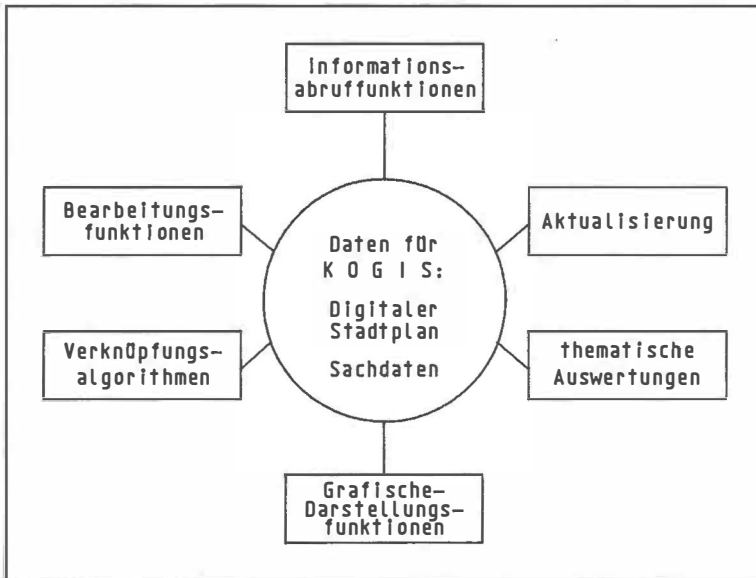 Informations-
abruffunktionen
Bearbeitungs-
funktionen
Aktualisierung
Daten für
K O G I S:
Digitaler
Stadtplan
Sachdaten
Verknüpfungs-
algorithmen
thematische
Auswertungen
Grafische-
Darstellungs-
funktionen